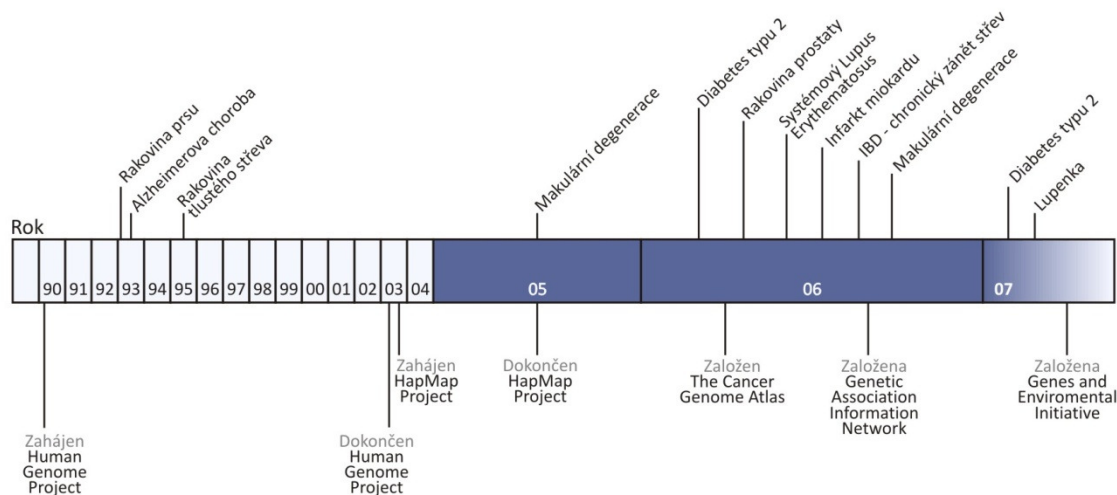 Rakovina prsu
Alzheimerova choroba
Rakovina
tlustého střeva
Makulární degenerace
Diabetes typu 2
Rakovina prostaty
Systémový Lupus
Erythematosus
Infarkt miokardu
IBD - chronický zánět střev
Makulární degenerace
Diabetes typu 2
Lupenka
Rok
90 91 92 93 94 95 96 97 98 99 00 01 02 03 04 05 06 07
Zahájen
Human
Genome
Project
Dokončen
Human
Genome
Project
Zahájen
HapMap
Project
Dokončen
HapMap
Project
Založen
The Cancer
Genome Atlas
Založena
Genetic
Association
Information
Network
Založena
Genes and
Enviromental
Initiative